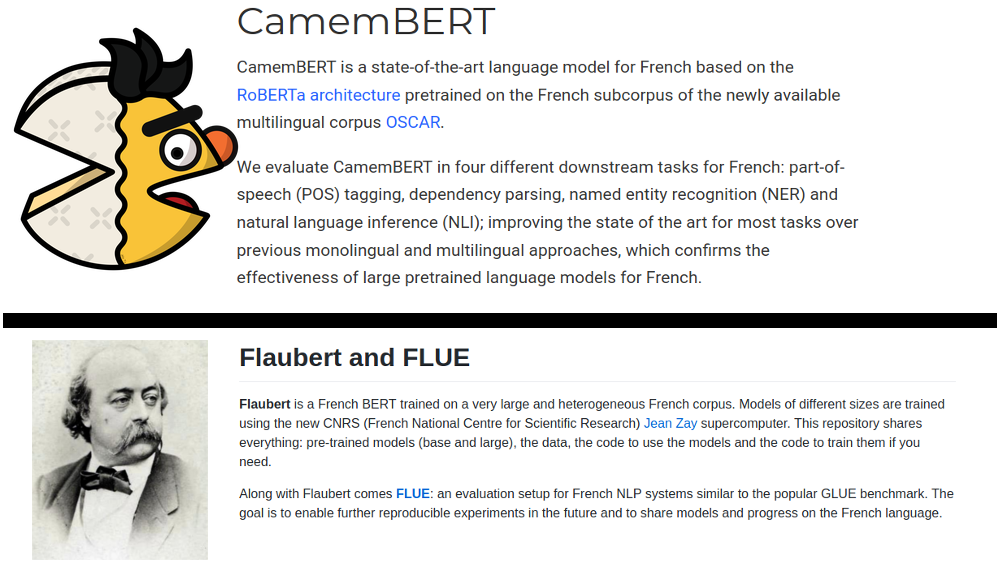 CamemBERT
CamemBERT is a state-of-the-art language model for French based on the
RoBERTa architecture pretrained on the French subcorpus of the newly available
multilingual corpus OSCAR.
We evaluate CamemBERT in four different downstream tasks for French: part-of-
speech (POS) tagging, dependency parsing, named entity recognition (NER) and
natural language inference (NLI); improving the state of the art for most tasks over
previous monolingual and multilingual approaches, which confirms the
effectiveness of large pretrained language models for French.
Flaubert and FLUE
Flaubert is a French BERT trained on a very large and heterogeneous French corpus. Models of different sizes are trained
using the new CNRS (French National Centre for Scientific Research) Jean Zay supercomputer. This repository shares
everything: pre-trained models (base and large), the data, the code to use the models and the code to train them if you
need.
Along with Flaubert comes FLUE: an evaluation setup for French NLP systems similar to the popular GLUE benchmark. The
goal is to enable further reproducible experiments in the future and to share models and progress on the French language.